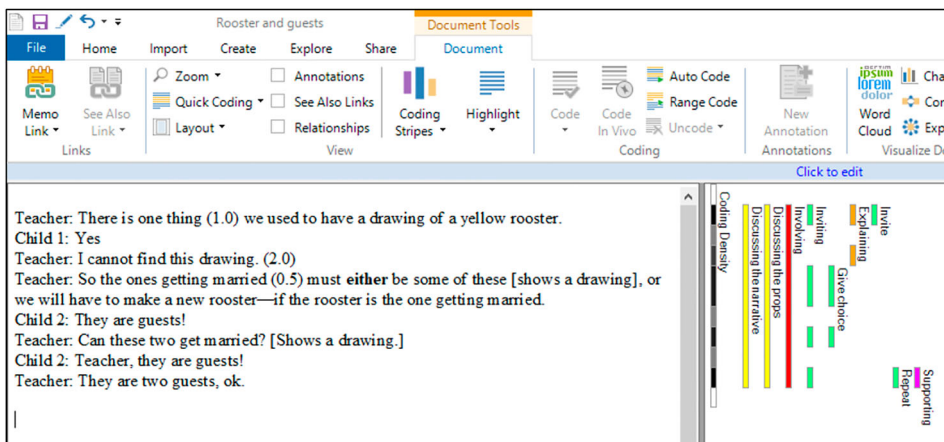 Rooster and guests
Document Tools
File Home Import Create Explore Share Document
Memo Link
See Also Link
Links
Zoom
Quick Coding
Layout
Annotations
See Also Links
Relationships
Coding Stripes
Highlight
View
Code
Code In Vivo
Auto Code
Range Code
Uncode
Coding
New Annotation
Annotations
ipsum
lorem
dolor
Word Cloud
Cha
Con
Exp
Visualize D
Click to edit
Teacher: There is one thing (1.0) we used to have a drawing of a yellow rooster.
Child 1: Yes
Teacher: I cannot find this drawing. (2.0)
Teacher: So the ones getting married (0.5) must either be some of these [shows a drawing], or
we will have to make a new rooster—if the rooster is the one getting married.
Child 2: They are guests!
Teacher: Can these two get married? [Shows a drawing.]
Child 2: Teacher, they are guests!
Teacher: They are two guests, ok.
Coding Density
Discussing the narrative
Discussing the props
Involving
Inviting
Give choice
Explaining
Invite
Repeat
Supporting